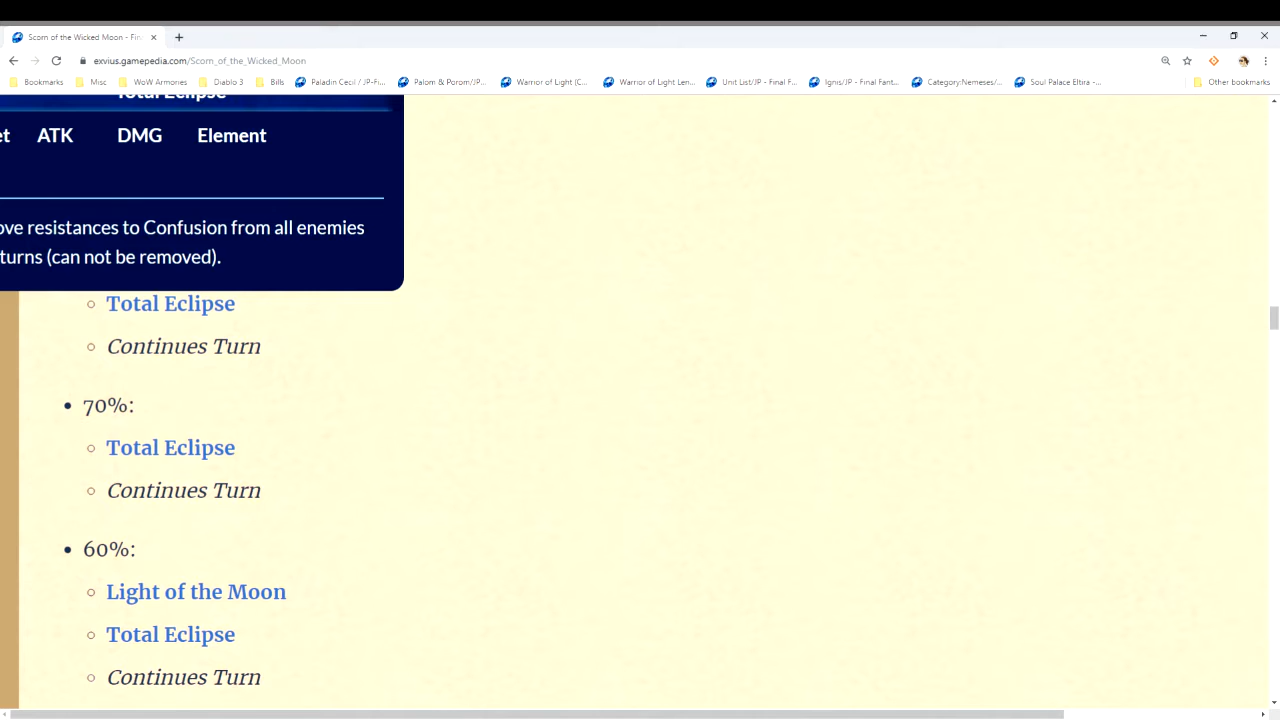 Scorn of the Wicked Moon - Fin
exvius.gamepedia.com/Scorn_of_the_Wicked_Moon
Bookmarks Misc WoW Armories Diablo 3 Bills Paladin Cecil / JP-Fi... Palom & Porom/JP... Warrior of Light (C... Warrior of Light Len... Unit List/JP - Final F... Ignis/JP - Final Fant... Category:Nemeses/... Soul Palace Eltira -... Other bookmarks
Total Eclipse
et ATK DMG Element
ove resistances to Confusion from all enemies
turns (can not be removed).
Total Eclipse
Continues Turn
70%:
Total Eclipse
Continues Turn
60%:
Light of the Moon
Total Eclipse
Continues Turn